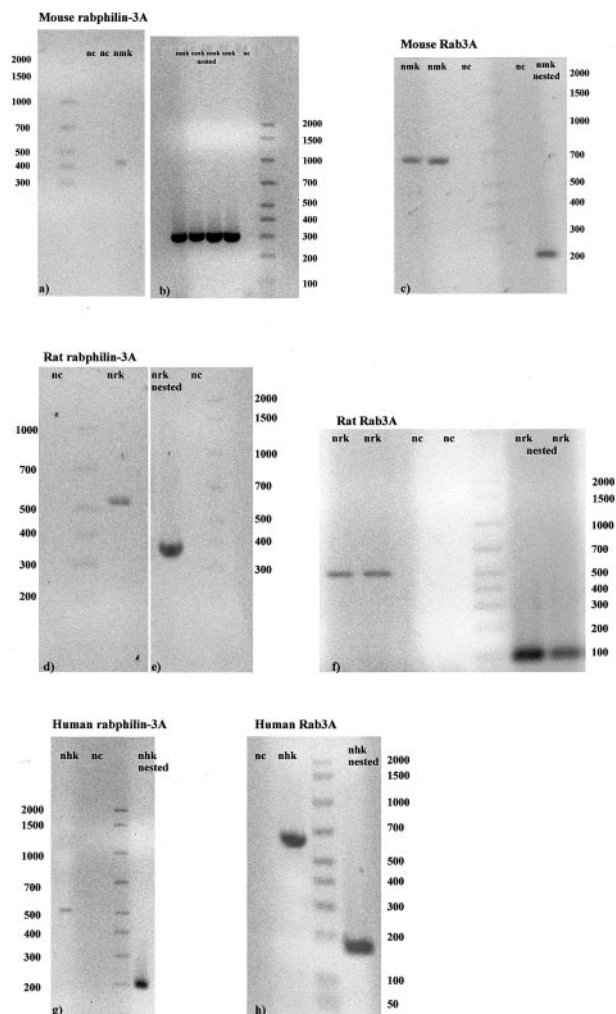 Mouse rabphilin-3A
nc nc nmk
2000
1500
1000
700
500
400
300
a)
nmk nmk nmk nmk nc
nested
2000
1500
1000
700
500
400
300
200
100
b)
Mouse Rab3A
nmk nmk nc nc nmk
nested
2000
1000
700
500
400
300
200
c)
Rat rabphilin-3A
nc nrk
1000
700
500
400
300
200
d)
nrk nc
nested
2000
1500
1000
700
500
400
300
e)
Rat Rab3A
nrk nrk nc nc nrk nrk
nested
2000
1500
1000
700
500
400
300
200
100
f)
Human rabphilin-3A
nhk nc nhk
nested
2000
1500
1000
700
500
400
300
200
g)
Human Rab3A
nc nhk nhk
nested
2000
1500
1000
700
500
400
300
200
100
50
h)